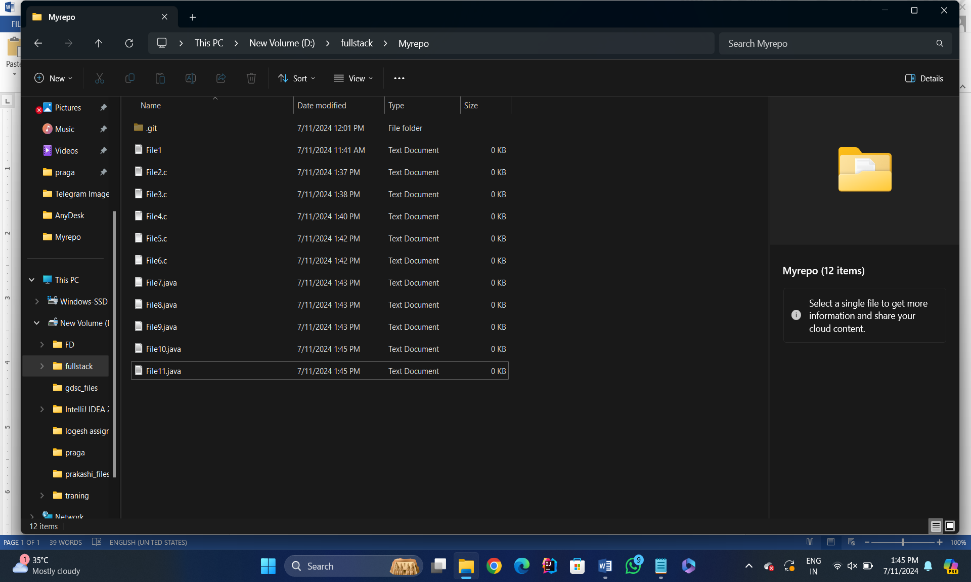 Myrepo
FIL
Paste
This PC > New Volume (D:) > fullstack > Myrepo
Search Myrepo
New
Sort
View
Details
Name
Date modified
Type
Size
Pictures
Music
Videos
praga
Telegram Image
AnyDesk
Myrepo
This PC
Windows-SSD
New Volume (I
FD
fullstack
gdsc_files
IntelliJ IDEA 2
logesh assigr
praga
prakashi_files
traning
Network
.git 7/11/2024 12:01 PM File folder
File1 7/11/2024 11:41 AM Text Document 0 KB
File2.c 7/11/2024 1:37 PM Text Document 0 KB
File3.c 7/11/2024 1:38 PM Text Document 0 KB
File4.c 7/11/2024 1:40 PM Text Document 0 KB
File5.c 7/11/2024 1:42 PM Text Document 0 KB
File6.c 7/11/2024 1:42 PM Text Document 0 KB
File7.java 7/11/2024 1:43 PM Text Document 0 KB
File8.java 7/11/2024 1:43 PM Text Document 0 KB
File9.java 7/11/2024 1:43 PM Text Document 0 KB
File10.java 7/11/2024 1:45 PM Text Document 0 KB
File11.java 7/11/2024 1:45 PM Text Document 0 KB
Myrepo (12 items)
Select a single file to get more
information and share your
cloud content.
12 items
PAGE 1 OF 1 39 WORDS ENGLISH (UNITED STATES) 100%
1
35°C
Mostly cloudy
Search
ENG
IN
1:45 PM
7/11/2024